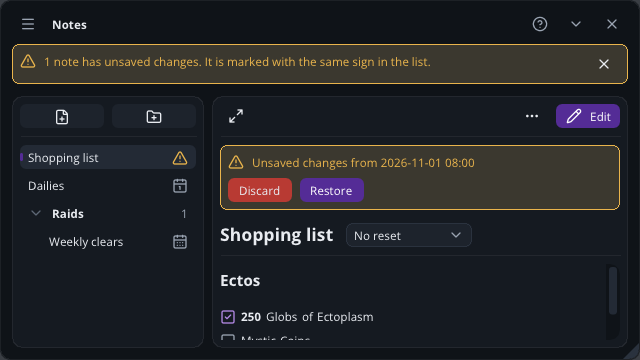 Notes
1 note has unsaved changes. It is marked with the same sign in the list.
Edit
Shopping list
Dailies
Raids 1
Weekly clears
Unsaved changes from 2026-11-01 08:00
Discard Restore
Shopping list No reset
Ectos
250 Globs of Ectoplasm
Mystic Coins